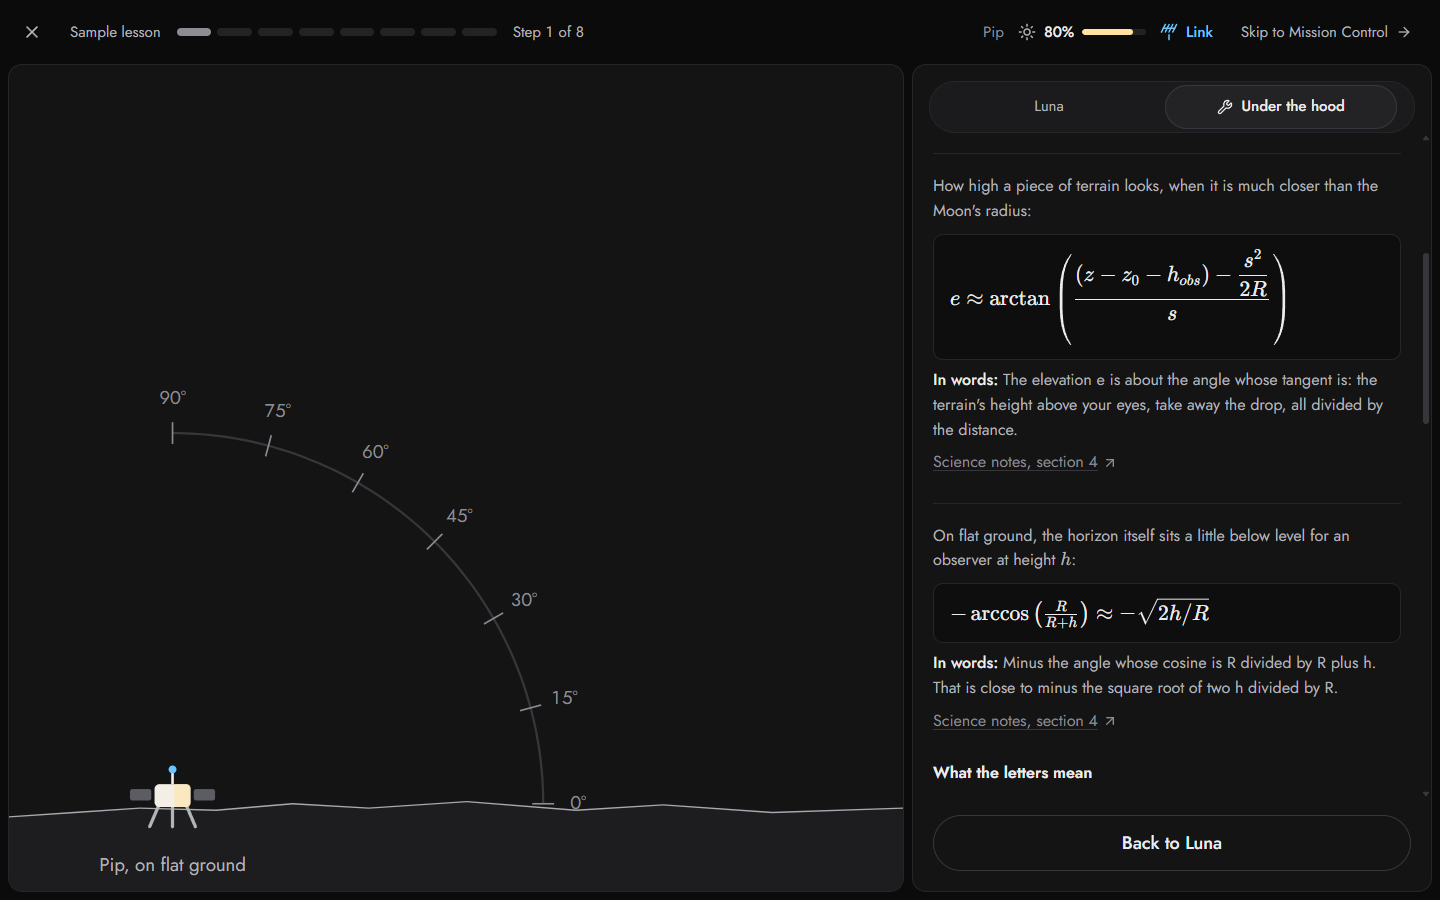 Sample lesson
Step 1 of 8
Pip
80%
Link
Skip to Mission Control
90°
75°
60°
45°
30°
15°
0°
Pip, on flat ground
Luna
Under the hood
How high a piece of terrain looks, when it is much closer than the
Moon's radius:
e ≈ arctan ( ((z − z₀ − h_obs) − s²/2R) / s )
In words: The elevation e is about the angle whose tangent is: the
terrain's height above your eyes, take away the drop, all divided by
the distance.
Science notes, section 4
On flat ground, the horizon itself sits a little below level for an
observer at height h:
− arccos (R/(R+h)) ≈ −√(2h/R)
In words: Minus the angle whose cosine is R divided by R plus h.
That is close to minus the square root of two h divided by R.
Science notes, section 4
What the letters mean
Back to Luna